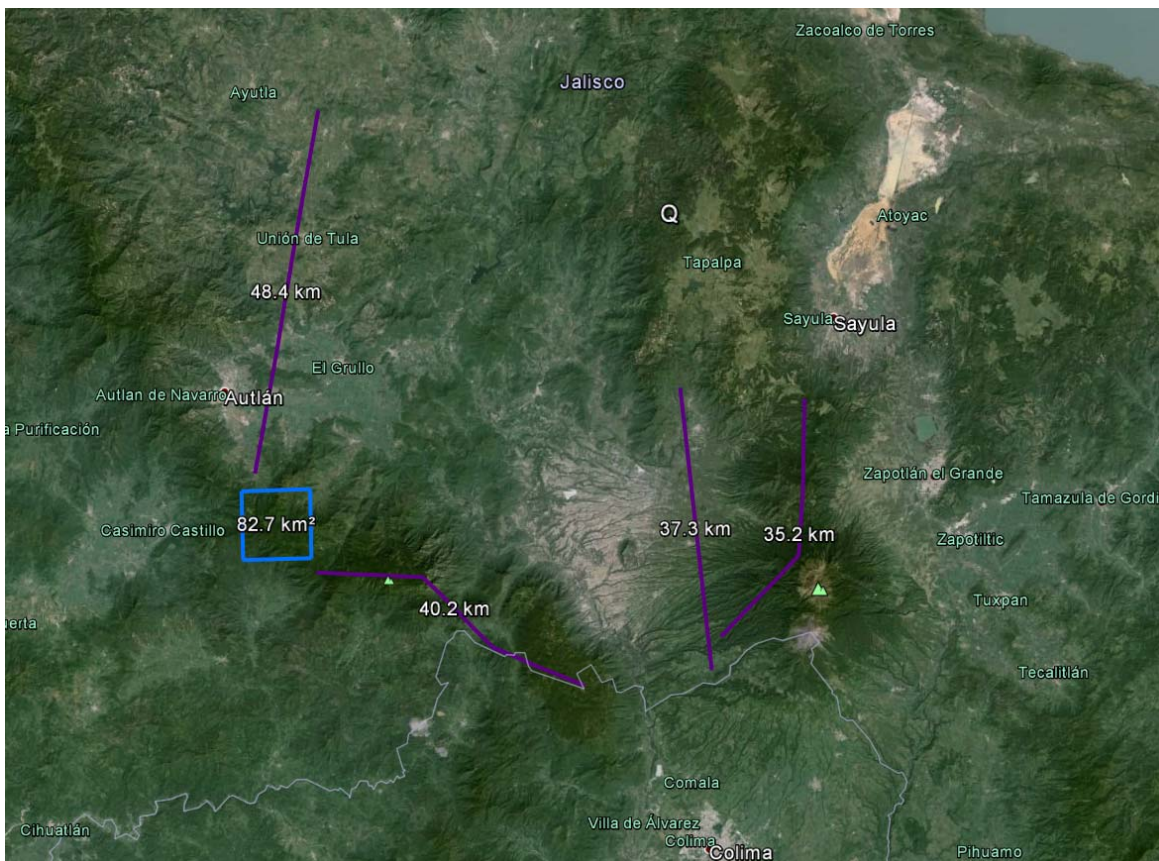 Zacoalco de Torres
Jalisco
Ayutla
Q
Atoyac
Unión de Tula
Tapalpa
48.4 km
Sayula
Sayula
El Grullo
Autlan de Navarro
Autlán
a Purificación
Zapotlán el Grande
Tamazula de Gordi
82.7 km²
Casimiro Castillo
37.3 km
35.2 km
Zapotiltic
Tuxpan
40.2 km
uerta
Tecalitlán
Comala
Villa de Álvarez
Cihuatlán
Colima
Colima
Pihuamo